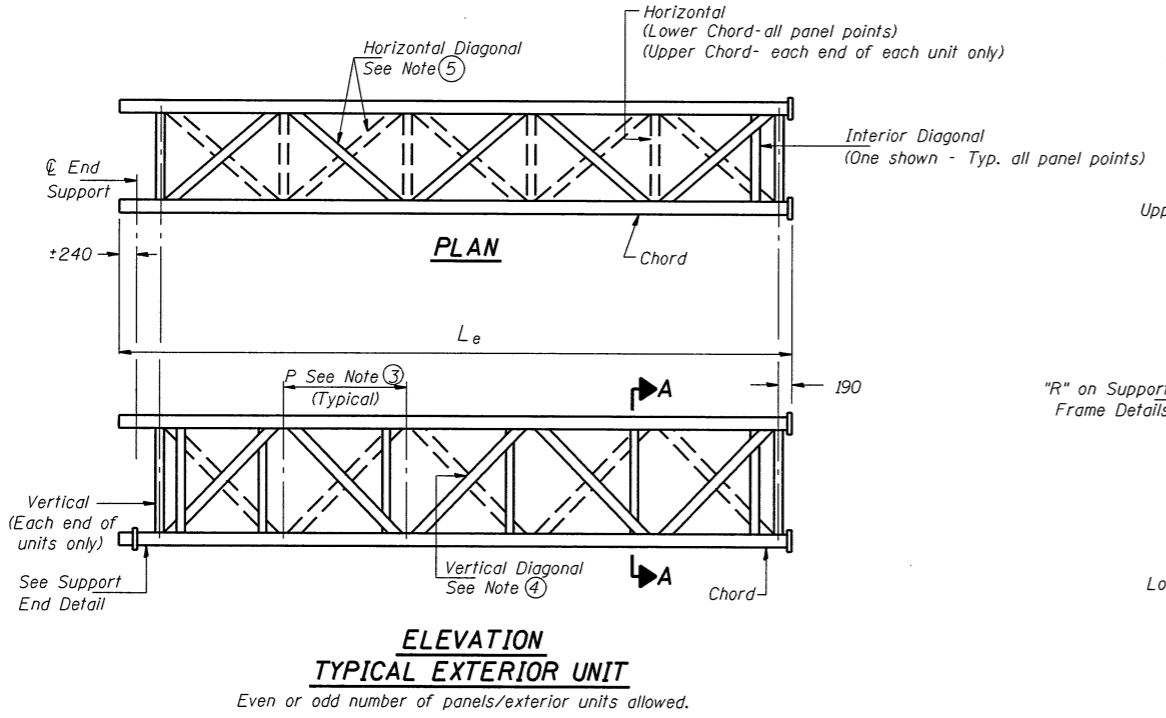 Horizontal
(Lower Chord-all panel points)
(Upper Chord- each end of each unit only)
Horizontal Diagonal
See Note 5
Interior Diagonal
(One shown - Typ. all panel points)
℄ End
Support
Upp
±240
PLAN
Chord
Le
P See Note 3
(Typical)
A
190
"R" on Support
Frame Details
Vertical
(Each end of
units only)
See Support
End Detail
Vertical Diagonal
See Note 4
A
Chord
Lo
ELEVATION
TYPICAL EXTERIOR UNIT
Even or odd number of panels/exterior units allowed.